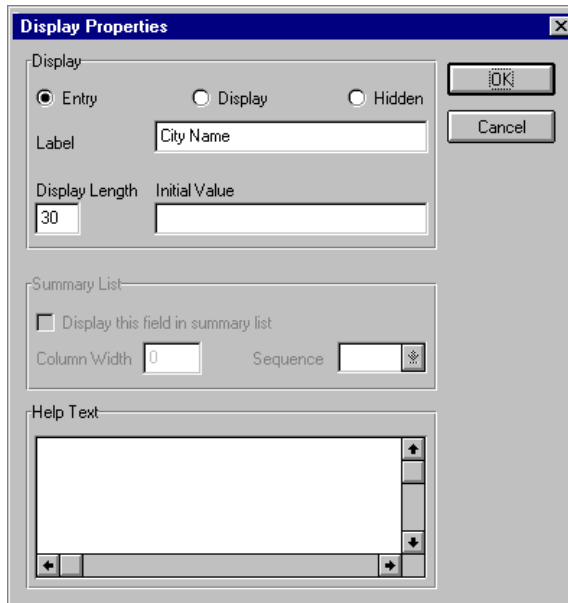 Display Properties
Display
OK
Entry Display Hidden
Cancel
Label City Name
Display Length Initial Value
30
Summary List
Display this field in summary list
Column Width 0 Sequence
Help Text